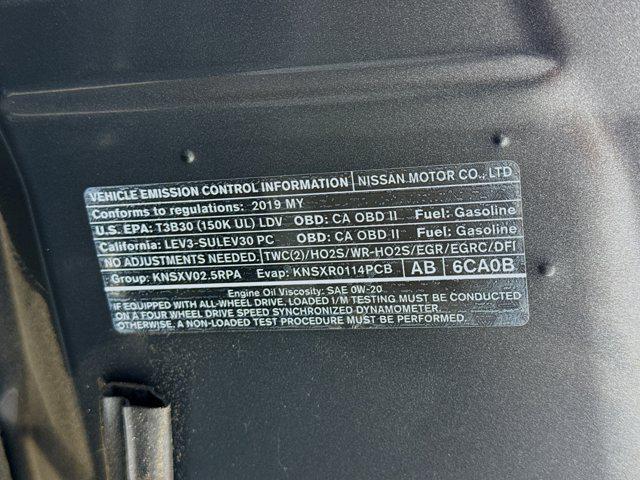 VEHICLE EMISSION CONTROL INFORMATION NISSAN MOTOR CO., LTD
Conforms to regulations: 2019 MY
U.S. EPA: T3B30 (150K UL) LDV OBD: CA OBD II Fuel: Gasoline
California: LEV3-SULEV30 PC OBD: CA OBD II Fuel: Gasoline
NO ADJUSTMENTS NEEDED. TWC(2)/HO2S/WR-HO2S/EGR/EGRC/DFI
Group: KNSXV02.5RPA Evap: KNSXR0114PCB AB 6CA0B
Engine Oil Viscosity: SAE 0W-20
IF EQUIPPED WITH ALL-WHEEL DRIVE, LOADED I/M TESTING MUST BE CONDUCTED
ON A FOUR WHEEL DRIVE SPEED SYNCHRONIZED DYNAMOMETER.
OTHERWISE, A NON-LOADED TEST PROCEDURE MUST BE PERFORMED.